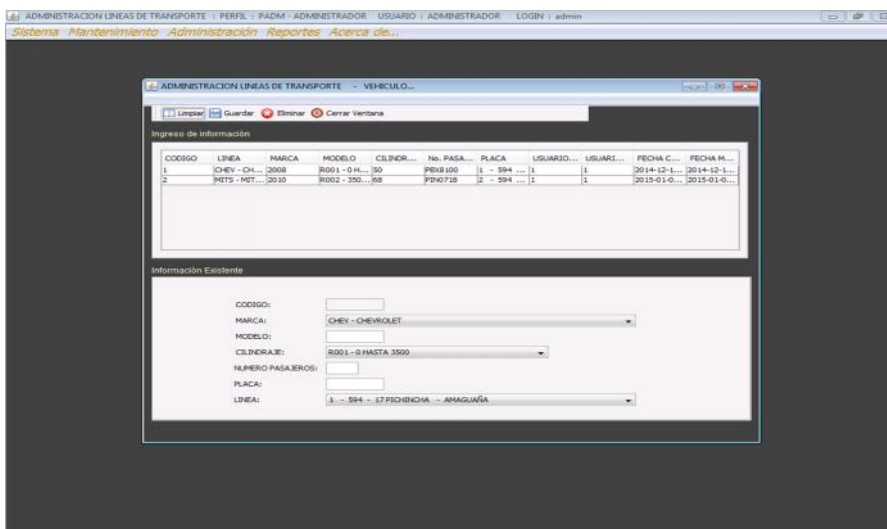 ADMINISTRACION LINEAS DE TRANSPORTE : PERFIL : PADM - ADMINISTRADOR USUARIO : ADMINISTRADOR LOGIN : admin
Sistema Mantenimiento Administración Reportes Acerca de...
ADMINISTRACION LINEAS DE TRANSPORTE - VEHICULO...
Limpiar Guardar Eliminar Cerrar Ventana
Ingreso de Información
CODIGO LINEA MARCA MODELO CILINDR... No. PASA... PLACA USUARIO... USUARI... FECHA C... FECHA M...
1 CHEV - CH... 2008 R001 - 0 H... 50 PBX8100 1 - 594 ... 1 1 2014-12-1... 2014-12-1...
2 MITS - MIT... 2010 R002 - 350... 68 PIN0718 2 - 594 ... 1 1 2015-01-0... 2015-01-0...
Información Existente
CODIGO:
MARCA: CHEV - CHEVROLET
MODELO:
CILINDRAJE: R001 - 0 HASTA 3500
NUMERO PASAJEROS:
PLACA:
LINEA: 1 - 594 - 17 PICHINCHA - AMAGUAÑA